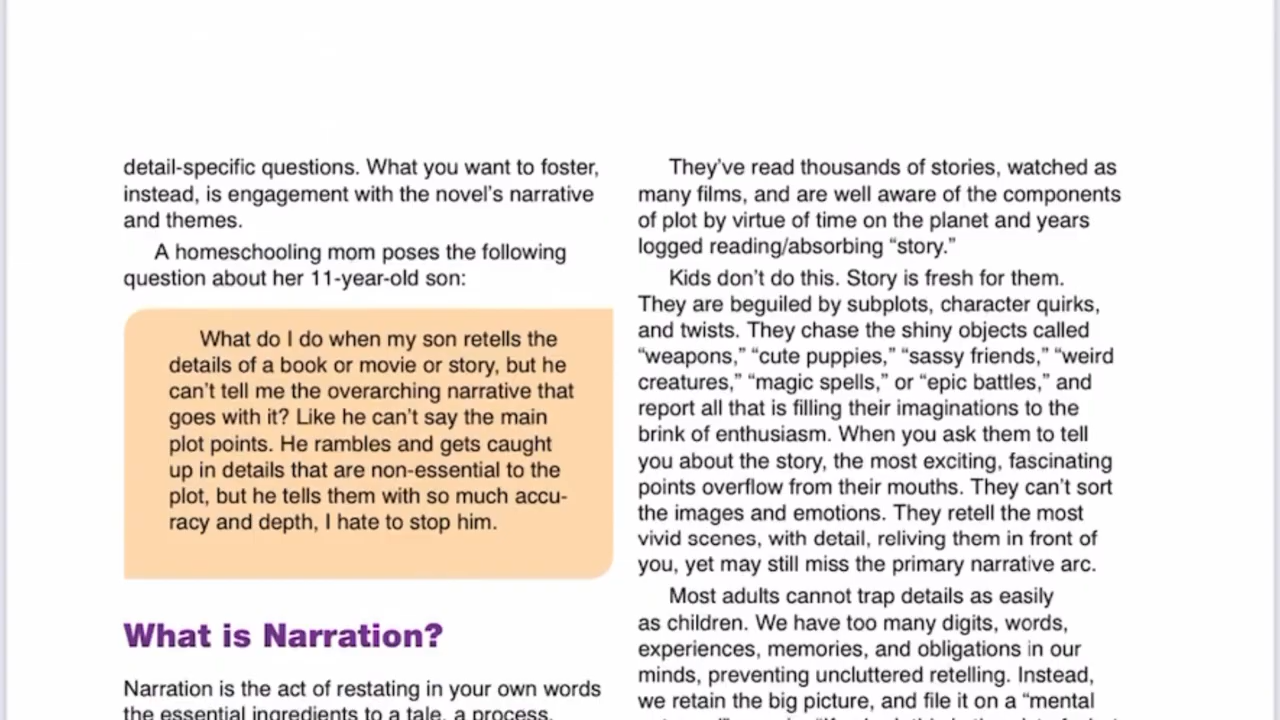 detail-specific questions. What you want to foster,
instead, is engagement with the novel’s narrative
and themes.
A homeschooling mom poses the following
question about her 11-year-old son:
What do I do when my son retells the
details of a book or movie or story, but he
can’t tell me the overarching narrative that
goes with it? Like he can’t say the main
plot points. He rambles and gets caught
up in details that are non-essential to the
plot, but he tells them with so much accu-
racy and depth, I hate to stop him.
What is Narration?
Narration is the act of restating in your own words
the essential ingredients to a tale, a process,
They’ve read thousands of stories, watched as
many films, and are well aware of the components
of plot by virtue of time on the planet and years
logged reading/absorbing “story.”
Kids don’t do this. Story is fresh for them.
They are beguiled by subplots, character quirks,
and twists. They chase the shiny objects called
“weapons,” “cute puppies,” “sassy friends,” “weird
creatures,” “magic spells,” or “epic battles,” and
report all that is filling their imaginations to the
brink of enthusiasm. When you ask them to tell
you about the story, the most exciting, fascinating
points overflow from their mouths. They can’t sort
the images and emotions. They retell the most
vivid scenes, with detail, reliving them in front of
you, yet may still miss the primary narrative arc.
Most adults cannot trap details as easily
as children. We have too many digits, words,
experiences, memories, and obligations in our
minds, preventing uncluttered retelling. Instead,
we retain the big picture, and file it on a “mental